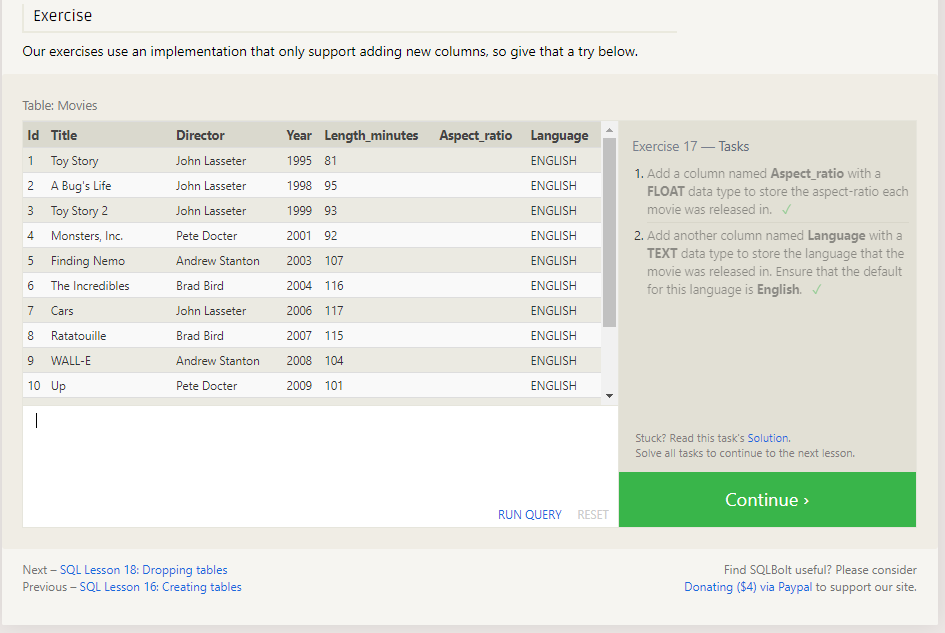 Exercise
Our exercises use an implementation that only support adding new columns, so give that a try below.
Table: Movies
Id Title Director Year Length_minutes Aspect_ratio Language
1 Toy Story John Lasseter 1995 81 ENGLISH
2 A Bug's Life John Lasseter 1998 95 ENGLISH
3 Toy Story 2 John Lasseter 1999 93 ENGLISH
4 Monsters, Inc. Pete Docter 2001 92 ENGLISH
5 Finding Nemo Andrew Stanton 2003 107 ENGLISH
6 The Incredibles Brad Bird 2004 116 ENGLISH
7 Cars John Lasseter 2006 117 ENGLISH
8 Ratatouille Brad Bird 2007 115 ENGLISH
9 WALL-E Andrew Stanton 2008 104 ENGLISH
10 Up Pete Docter 2009 101 ENGLISH
RUN QUERY RESET
Exercise 17 — Tasks
1. Add a column named Aspect_ratio with a
FLOAT data type to store the aspect-ratio each
movie was released in. ✓
2. Add another column named Language with a
TEXT data type to store the language that the
movie was released in. Ensure that the default
for this language is English. ✓
Stuck? Read this task's Solution.
Solve all tasks to continue to the next lesson.
Continue ›
Next – SQL Lesson 18: Dropping tables
Previous – SQL Lesson 16: Creating tables
Find SQLBolt useful? Please consider
Donating ($4) via Paypal to support our site.